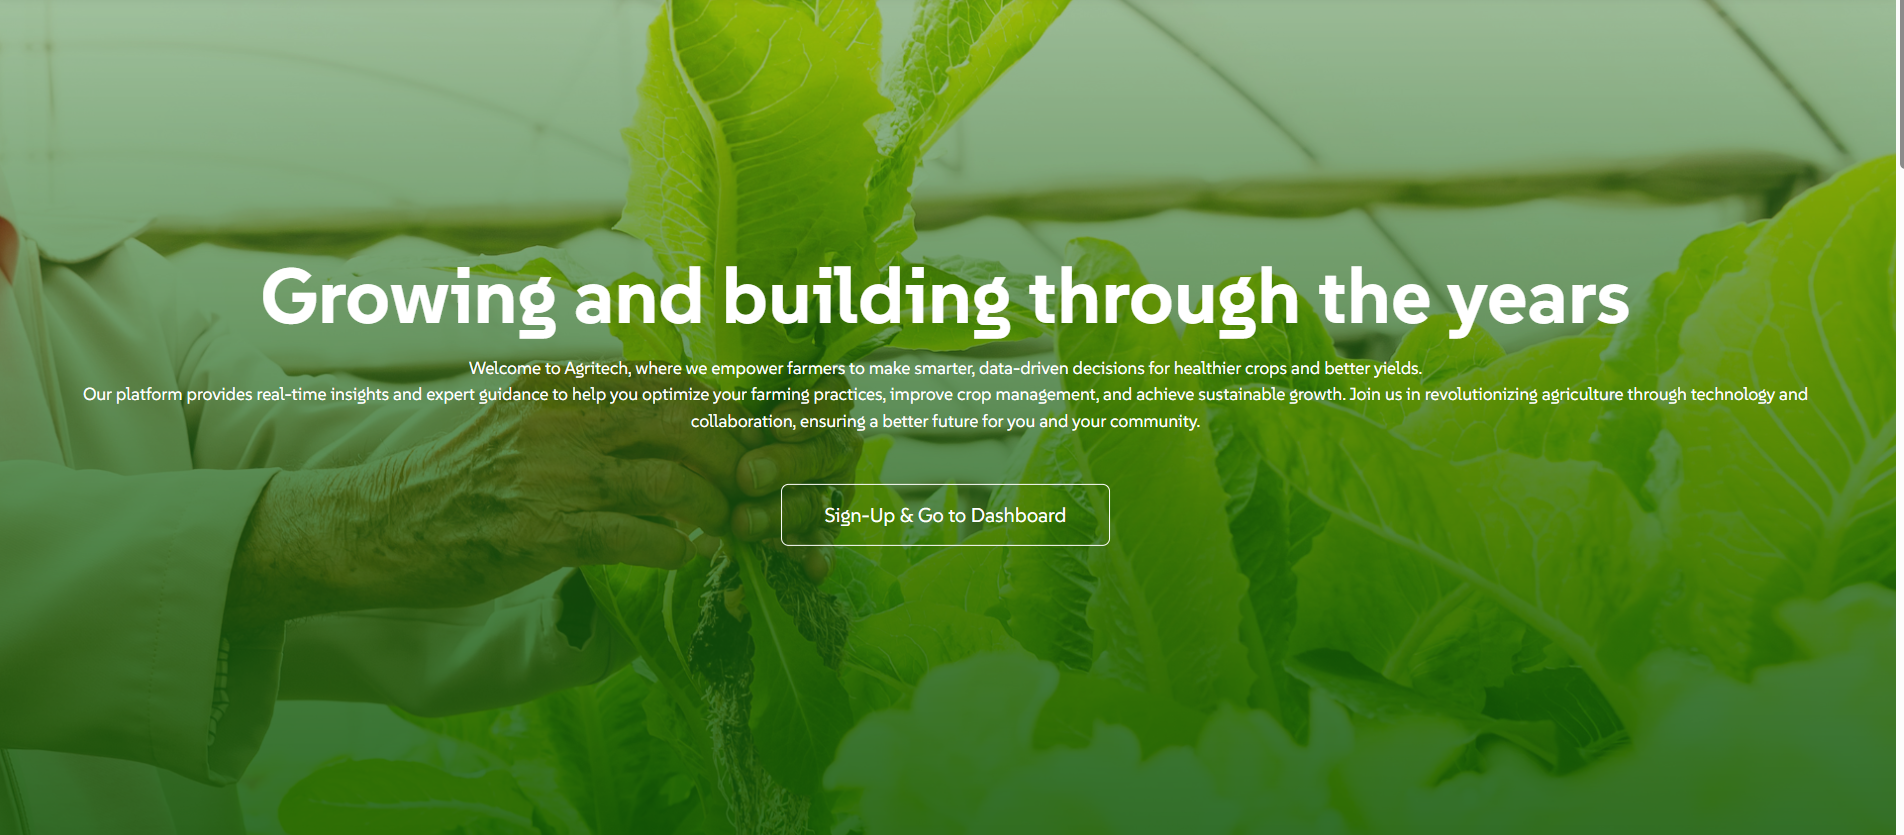 Growing and building through the years
Welcome to Agritech, where we empower farmers to make smarter, data-driven decisions for healthier crops and better yields.
Our platform provides real-time insights and expert guidance to help you optimize your farming practices, improve crop management, and achieve sustainable growth. Join us in revolutionizing agriculture through technology and
collaboration, ensuring a better future for you and your community.
Sign-Up & Go to Dashboard